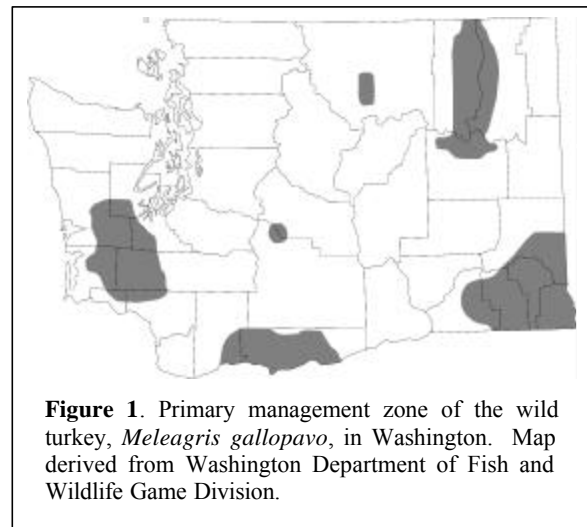 Figure 1. Primary management zone of the wild
turkey, Meleagris gallopavo, in Washington. Map
derived from Washington Department of Fish and
Wildlife Game Division.